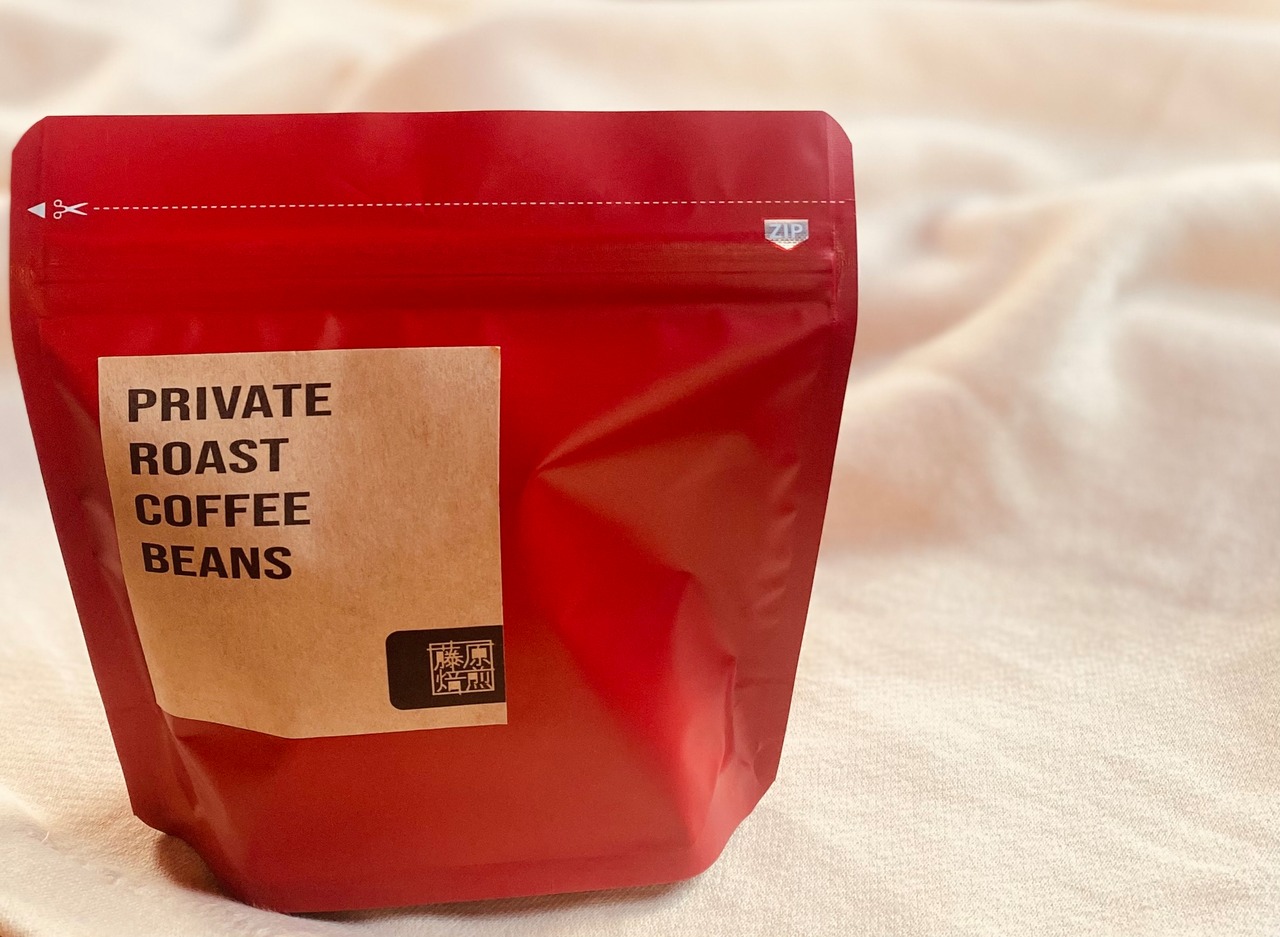 ZIP
PRIVATE
ROAST
COFFEE
BEANS
藤原
焙煎